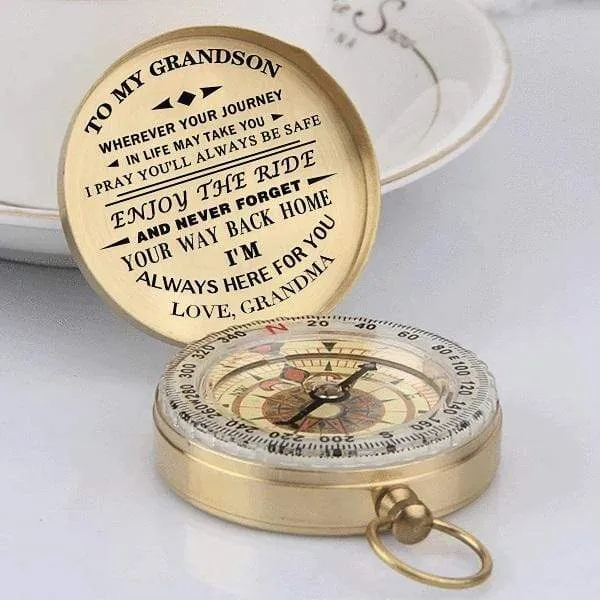 TO MY GRANDSON
WHEREVER YOUR JOURNEY
IN LIFE MAY TAKE YOU
I PRAY YOU'LL ALWAYS BE SAFE
ENJOY THE RIDE
AND NEVER FORGET
YOUR WAY BACK HOME
I'M
ALWAYS HERE FOR YOU
LOVE, GRANDMA
N 20 40 60 80 E 100 120 140 160 S 200 220 240 260 280 300 320 340